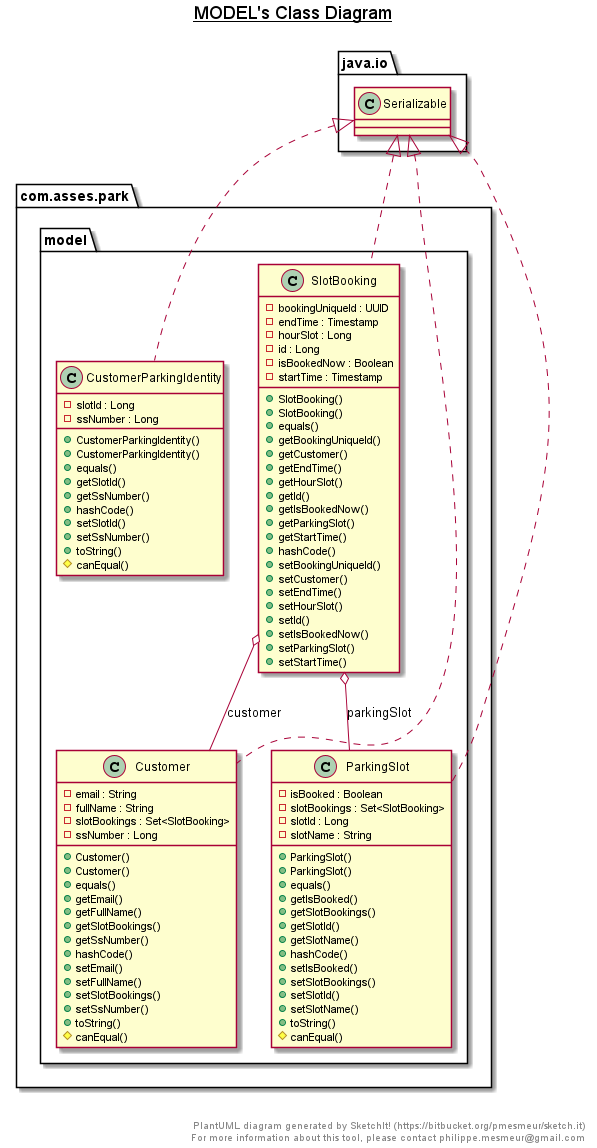 MODEL's Class Diagram
java.io
C Serializable
com.asses.park
model
C SlotBooking
bookingUniqueId : UUID
endTime : Timestamp
hourSlot : Long
id : Long
isBookedNow : Boolean
startTime : Timestamp
SlotBooking()
SlotBooking()
equals()
getBookingUniqueId()
getCustomer()
getEndTime()
getHourSlot()
getId()
getIsBookedNow()
getParkingSlot()
getStartTime()
hashCode()
setBookingUniqueId()
setCustomer()
setEndTime()
setHourSlot()
setId()
setIsBookedNow()
setParkingSlot()
setStartTime()
C CustomerParkingIdentity
slotId : Long
ssNumber : Long
CustomerParkingIdentity()
CustomerParkingIdentity()
equals()
getSlotId()
getSsNumber()
hashCode()
setSlotId()
setSsNumber()
toString()
canEqual()
customer
parkingSlot
C Customer
email : String
fullName : String
slotBookings : Set<SlotBooking>
ssNumber : Long
Customer()
Customer()
equals()
getEmail()
getFullName()
getSlotBookings()
getSsNumber()
hashCode()
setEmail()
setFullName()
setSlotBookings()
setSsNumber()
toString()
canEqual()
C ParkingSlot
isBooked : Boolean
slotBookings : Set<SlotBooking>
slotId : Long
slotName : String
ParkingSlot()
ParkingSlot()
equals()
getIsBooked()
getSlotBookings()
getSlotId()
getSlotName()
hashCode()
setIsBooked()
setSlotBookings()
setSlotId()
setSlotName()
toString()
canEqual()
PlantUML diagram generated by SketchIt! (https://bitbucket.org/pmesmeur/sketch.it)
For more information about this tool, please contact philippe.mesmeur@gmail.com